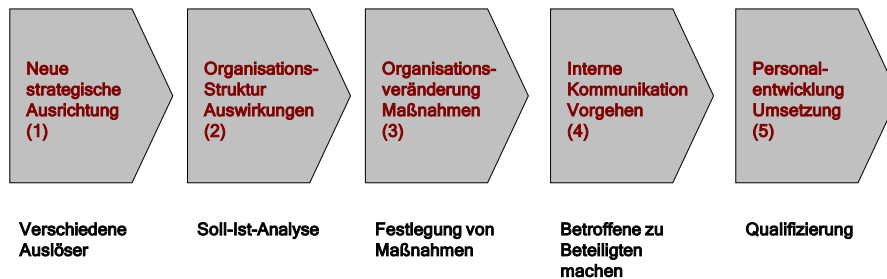 Neue
strategische
Ausrichtung
(1)
Organisations-
Struktur
Auswirkungen
(2)
Organisations-
veränderung
Maßnahmen
(3)
Interne
Kommunikation
Vorgehen
(4)
Personal-
entwicklung
Umsetzung
(5)
Verschiedene
Auslöser
Soll-Ist-Analyse
Festlegung von
Maßnahmen
Betroffene zu
Beteiligten
machen
Qualifizierung